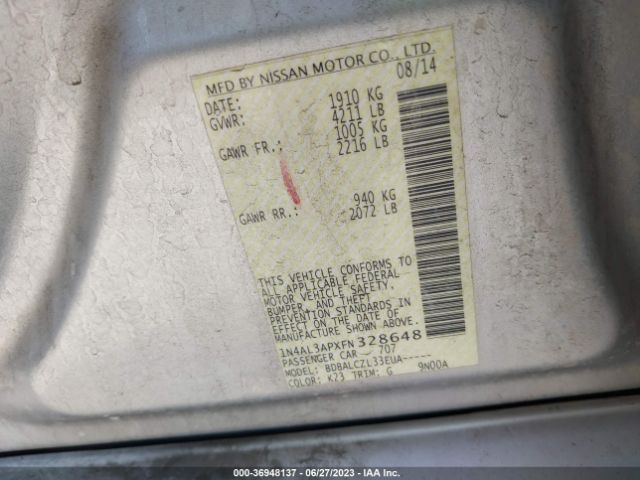 MFD BY NISSAN MOTOR CO., LTD.
DATE: 08/14
GVWR: 1910 KG
4211 LB
GAWR FR.: 1005 KG
2216 LB
GAWR RR.: 940 KG
2072 LB
THIS VEHICLE CONFORMS TO
ALL APPLICABLE FEDERAL
MOTOR VEHICLE SAFETY,
BUMPER, AND THEFT
PREVENTION STANDARDS IN
EFFECT ON THE DATE OF
MANUFACTURE SHOWN ABOVE.
1N4AL3APXFN328648
PASSENGER CAR 707
MODEL: BDBALCZL33EUA-----
COLOR: K23 TRIM: G 9N00A
000-36948137 - 06/27/2023 - IAA Inc.